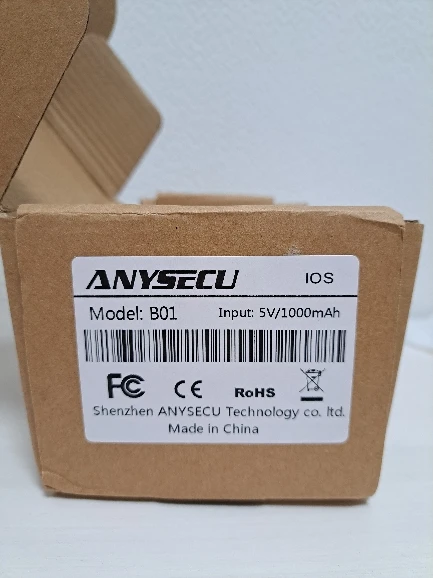 ANYSECU IOS
Model: B01 Input: 5V/1000mAh
FC CE RoHS
Shenzhen ANYSECU Technology co. ltd.
Made in China